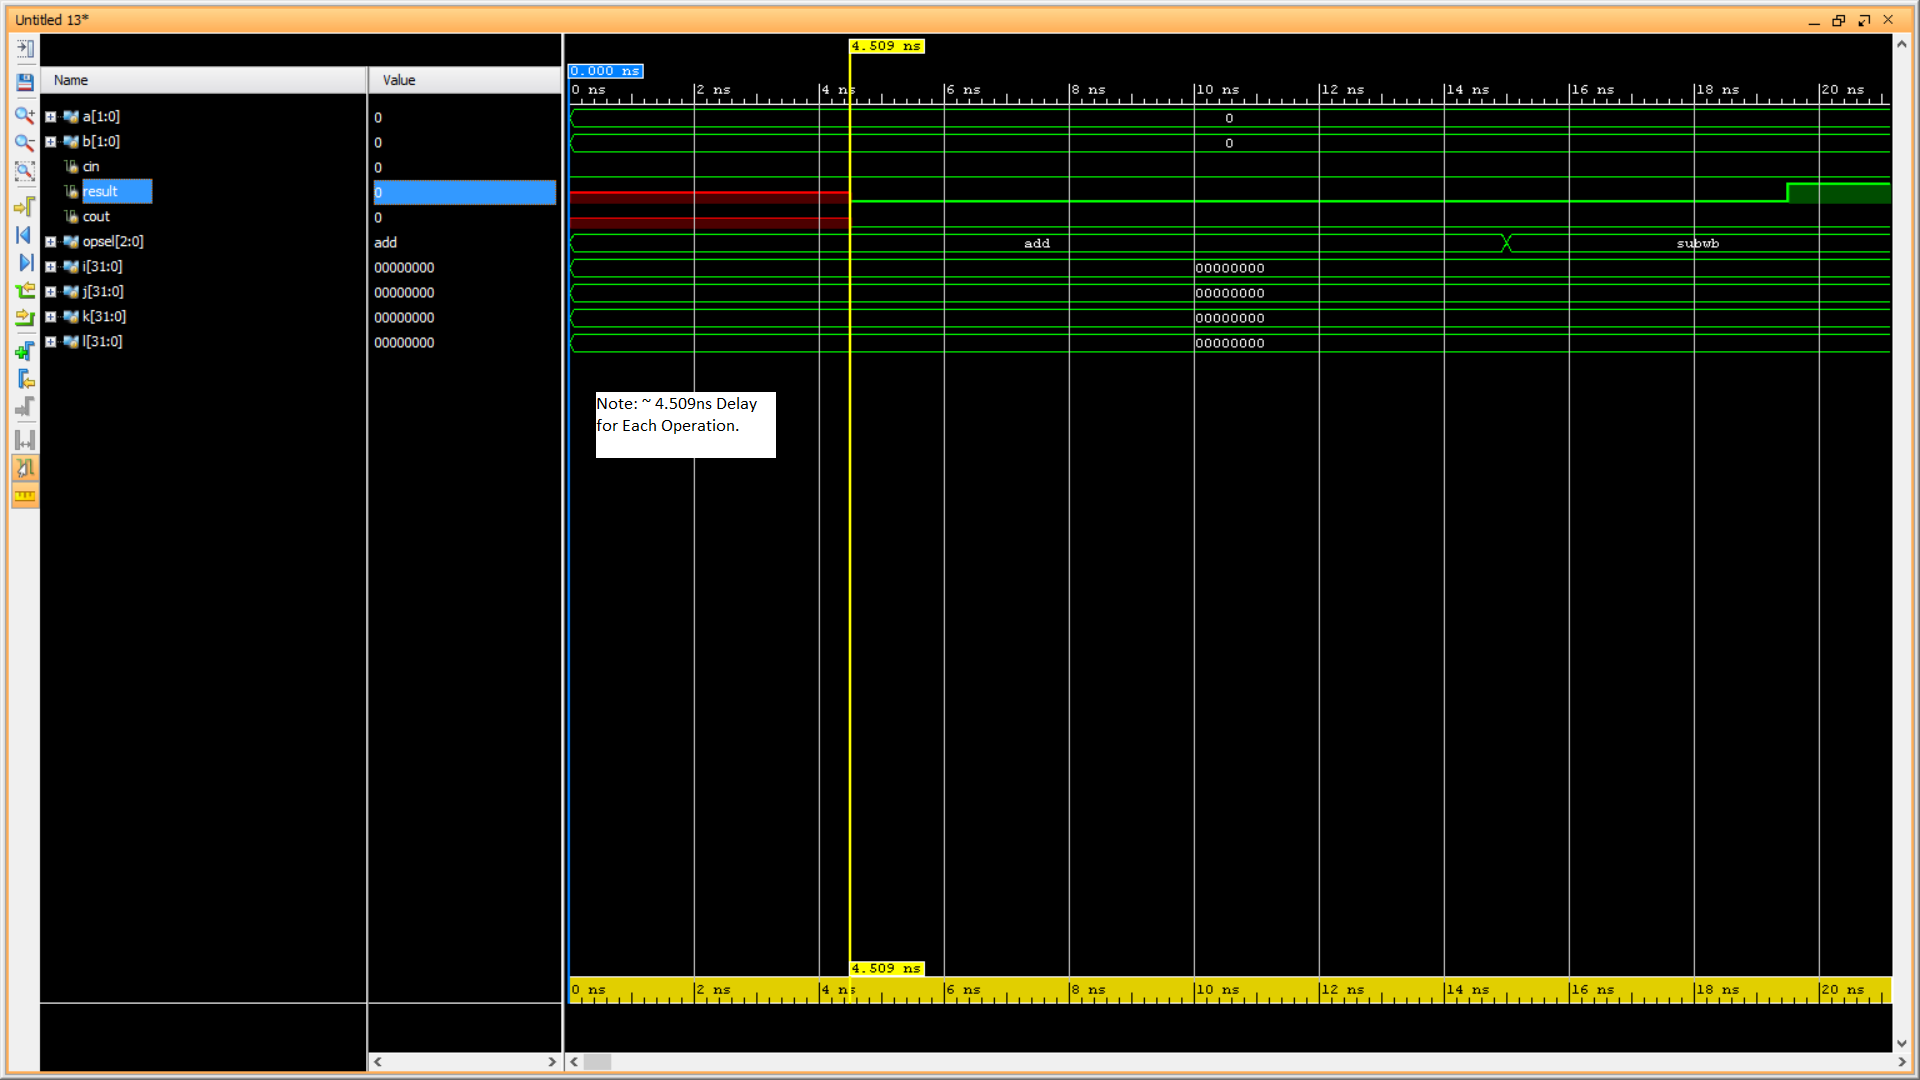 Untitled 13*
4.509 ns
0.000 ns
Name Value
0 ns 2 ns 4 ns 6 ns 8 ns 10 ns 12 ns 14 ns 16 ns 18 ns 20 ns
a[1:0] 0 0
b[1:0] 0 0
cin 0
result 0
cout 0
opsel[2:0] add add subwb
i[31:0] 00000000 00000000
j[31:0] 00000000 00000000
k[31:0] 00000000 00000000
l[31:0] 00000000 00000000
Note: ~ 4.509ns Delay
for Each Operation.
4.509 ns
0 ns 2 ns 4 ns 6 ns 8 ns 10 ns 12 ns 14 ns 16 ns 18 ns 20 ns